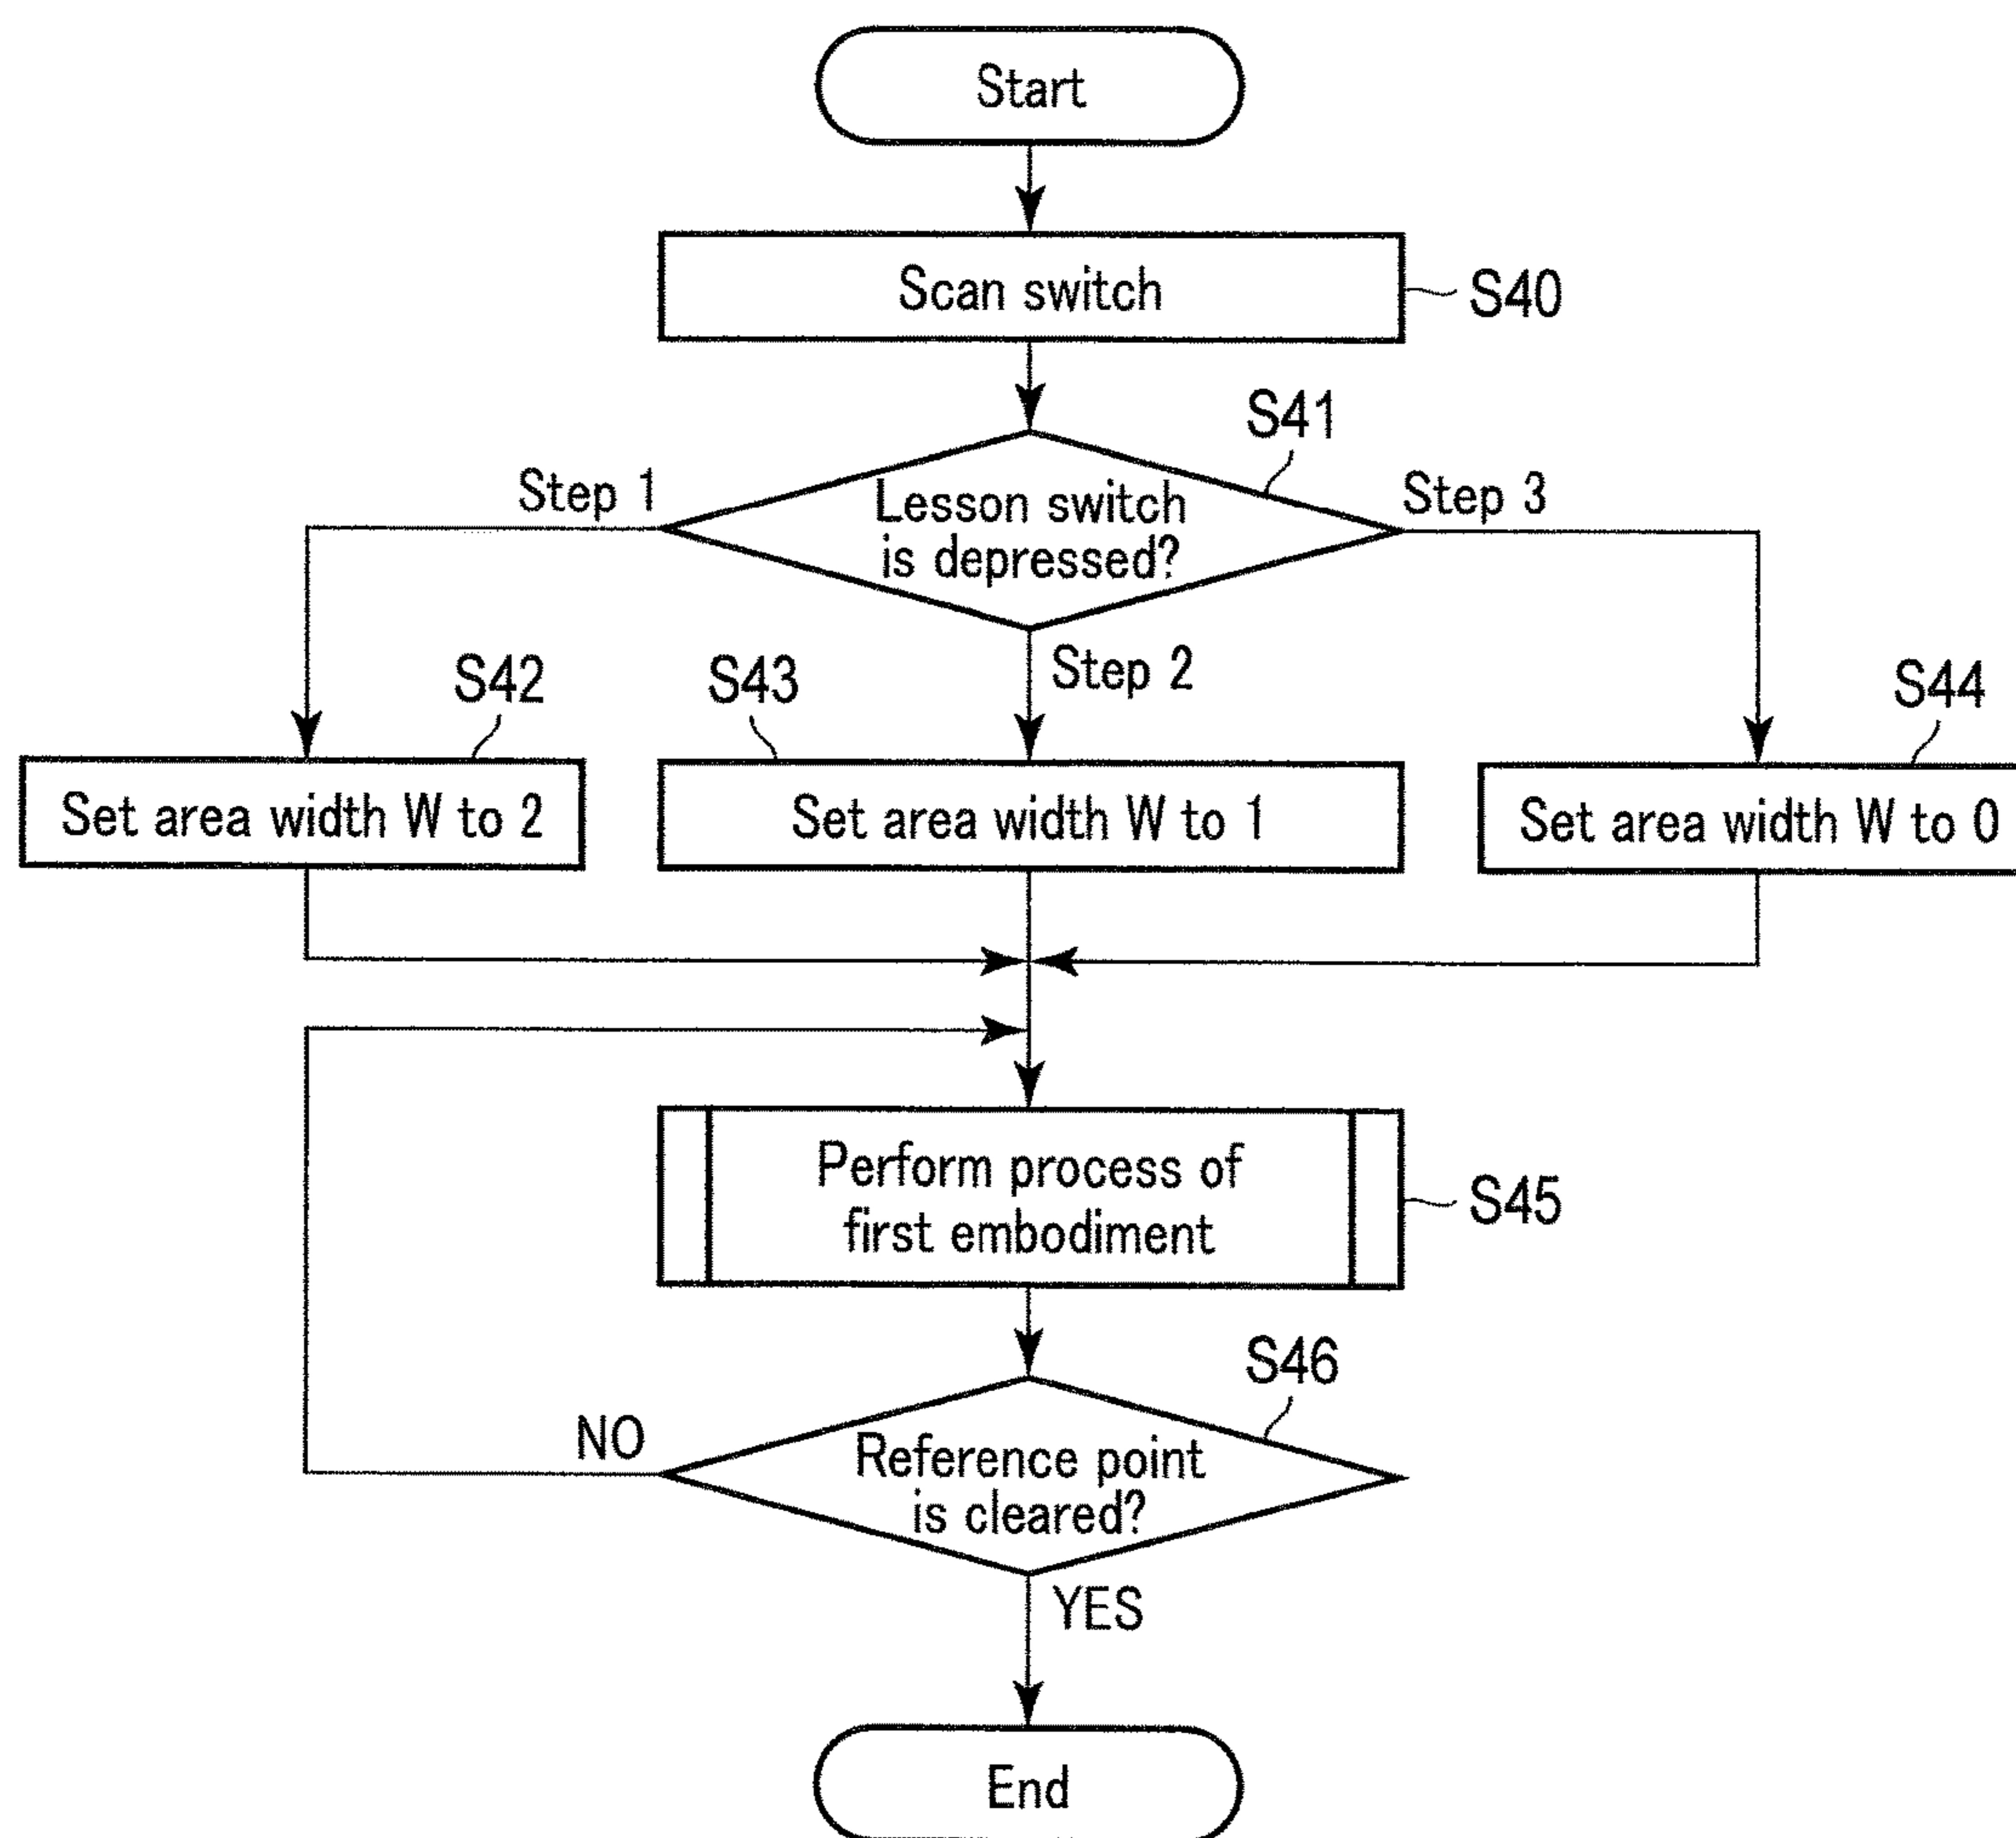 Start
Scan switch
S40
S41
Step 1
Lesson switch
is depressed?
Step 3
Step 2
S42
S43
S44
Set area width W to 2
Set area width W to 1
Set area width W to 0
Perform process of
first embodiment
S45
S46
NO
Reference point
is cleared?
YES
End